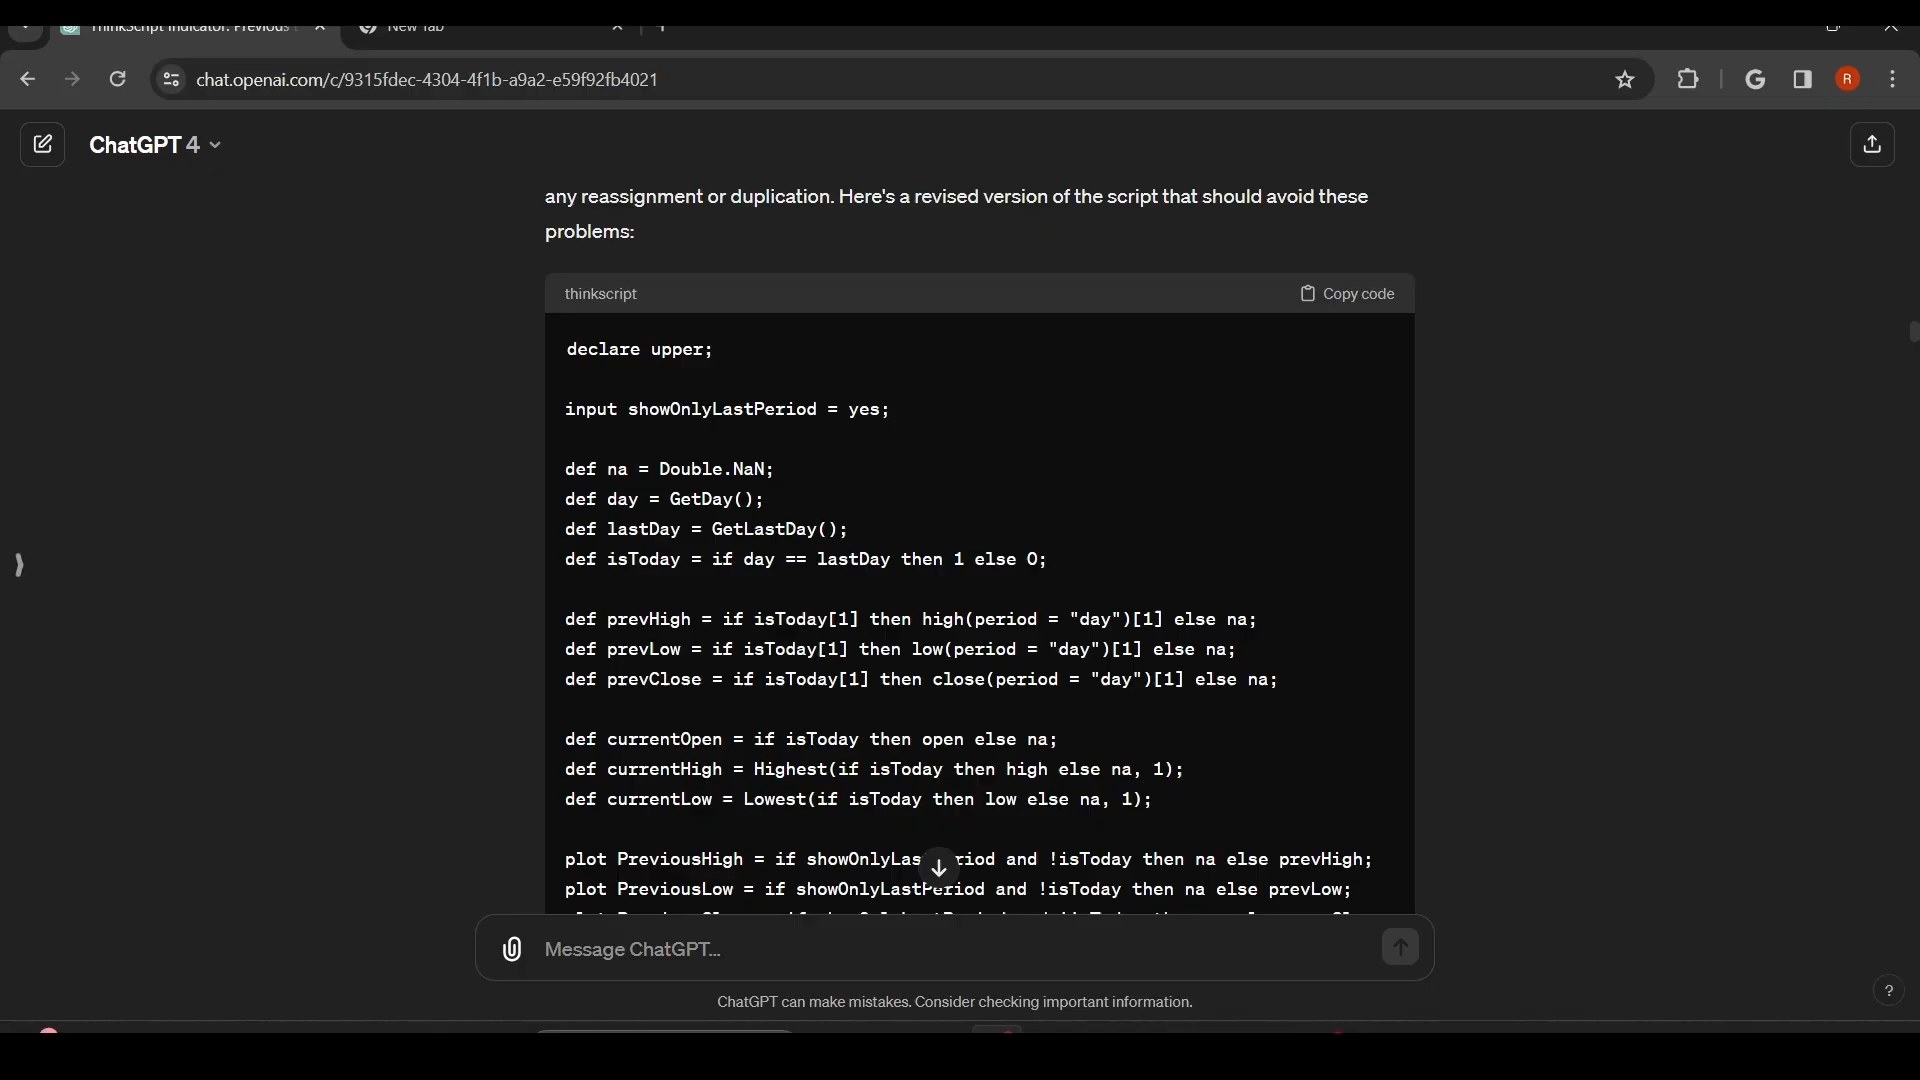 ThinkScript Indicator: Previous
New Tab
chat.openai.com/c/9315fdec-4304-4f1b-a9a2-e59f92fb4021
R
ChatGPT 4
any reassignment or duplication. Here's a revised version of the script that should avoid these
problems:
thinkscript
Copy code
declare upper;
input showOnlyLastPeriod = yes;
def na = Double.NaN;
def day = GetDay();
def lastDay = GetLastDay();
def isToday = if day == lastDay then 1 else 0;
def prevHigh = if isToday[1] then high(period = "day")[1] else na;
def prevLow = if isToday[1] then low(period = "day")[1] else na;
def prevClose = if isToday[1] then close(period = "day")[1] else na;
def currentOpen = if isToday then open else na;
def currentHigh = Highest(if isToday then high else na, 1);
def currentLow = Lowest(if isToday then low else na, 1);
plot PreviousHigh = if showOnlyLastPeriod and !isToday then na else prevHigh;
plot PreviousLow = if showOnlyLastPeriod and !isToday then na else prevLow;
Message ChatGPT...
ChatGPT can make mistakes. Consider checking important information.
?